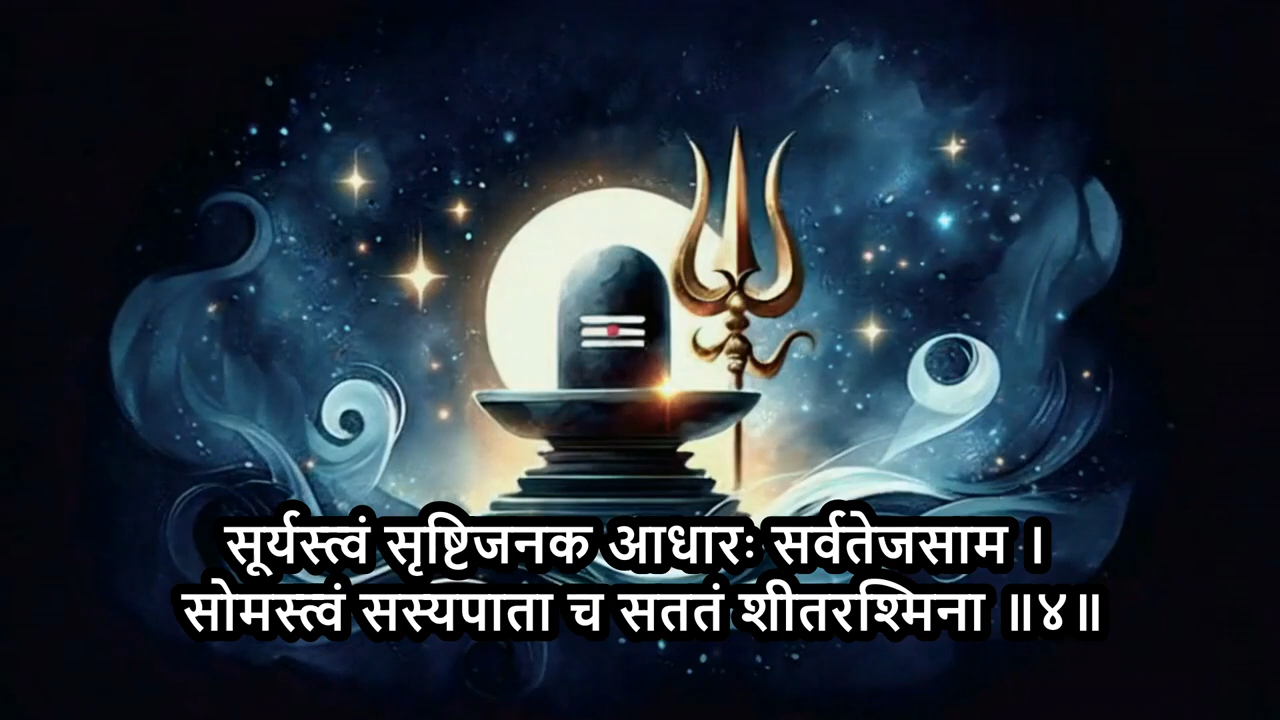 सूर्यस्त्वं सृष्टिजनक आधारः सर्वतेजसाम ।
सोमस्त्वं सस्यपाता च सततं शीतरश्मिना ॥४॥